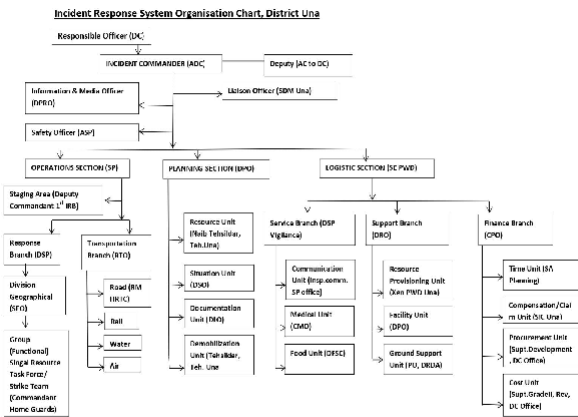 Incident Response System Organisation Chart, District Una
Responsible Officer (DC)
INCIDENT COMMANDER (ADC)
Deputy (AC to DC)
Information & Media Officer
(DPRO)
Liaison Officer (SDM Una)
Safety Officer (ASP)
OPERATIONS SECTION (SP)
PLANNING SECTION (DPO)
LOGISTIC SECTION (SE PWD)
Staging Area (Deputy
Commandant 1st IRB)
Response
Branch (DSP)
Transportation
Branch (RTO)
Division
Geographical
(SEO)
Group
(Functional)
Singal Resource
Task Force/
Strike Team
(Commandant
Home Guards)
Road (RM
HRTC)
Rail
Water
Air
Resource Unit
(Naib Tehsildar,
Teh.Una)
Situation Unit
(DSO)
Documentation
Unit (DIO)
Demobilization
Unit (Tehsildar,
Teh. Una
Service Branch (DSP
Vigilance)
Communication
Unit (Insp.comm.
SP office)
Medical Unit
(CMD)
Food Unit (DFSC)
Support Branch
(DRO)
Resource
Provisioning Unit
(Xen PWD Una)
Facility Unit
(DPO)
Ground Support
Unit (PO, DRDA)
Finance Branch
(CPO)
Time Unit (SA
Planning)
Compensation/Clai
m Unit (SIL Una)
Procurement Unit
(Supt.Development
, DC Office)
Cost Unit
(Supt.GradeII, Rev,
DC Office)